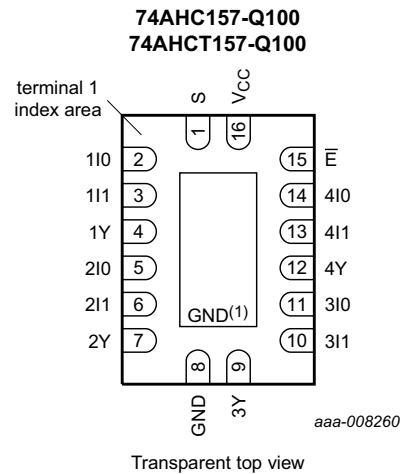 74AHC157-Q100
74AHCT157-Q100
terminal 1
index area
S
VCC
1
16
1I0 2
15 E̅
1I1 3
14 4I0
1Y 4
13 4I1
2I0 5
12 4Y
2I1 6
11 3I0
2Y 7
10 3I1
GND(1)
8
9
GND
3Y
aaa-008260
Transparent top view